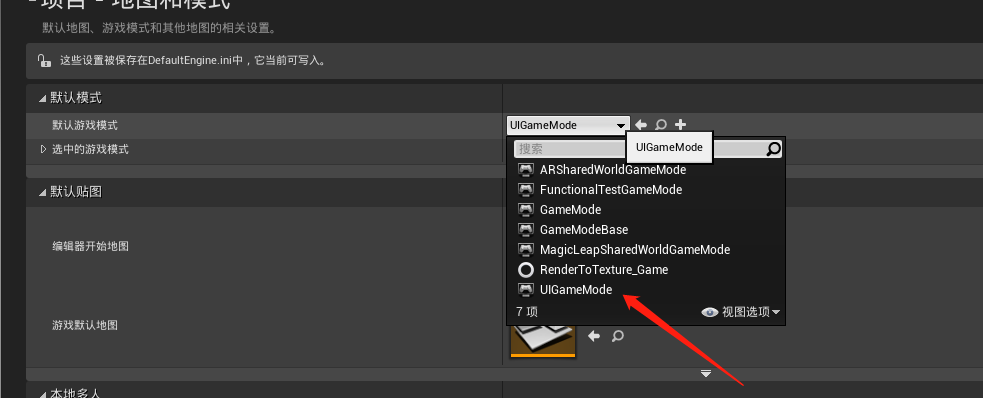 项目 - 地图和模式
默认地图、游戏模式和其他地图的相关设置。
这些设置被保存在DefaultEngine.ini中，它当前可写入。
默认模式
默认游戏模式
UIGameMode
选中的游戏模式
搜索
UIGameMode
ARSharedWorldGameMode
FunctionalTestGameMode
GameMode
GameModeBase
MagicLeapSharedWorldGameMode
RenderToTexture_Game
UIGameMode
7 项
视图选项
默认贴图
编辑器开始地图
游戏默认地图
本地多人